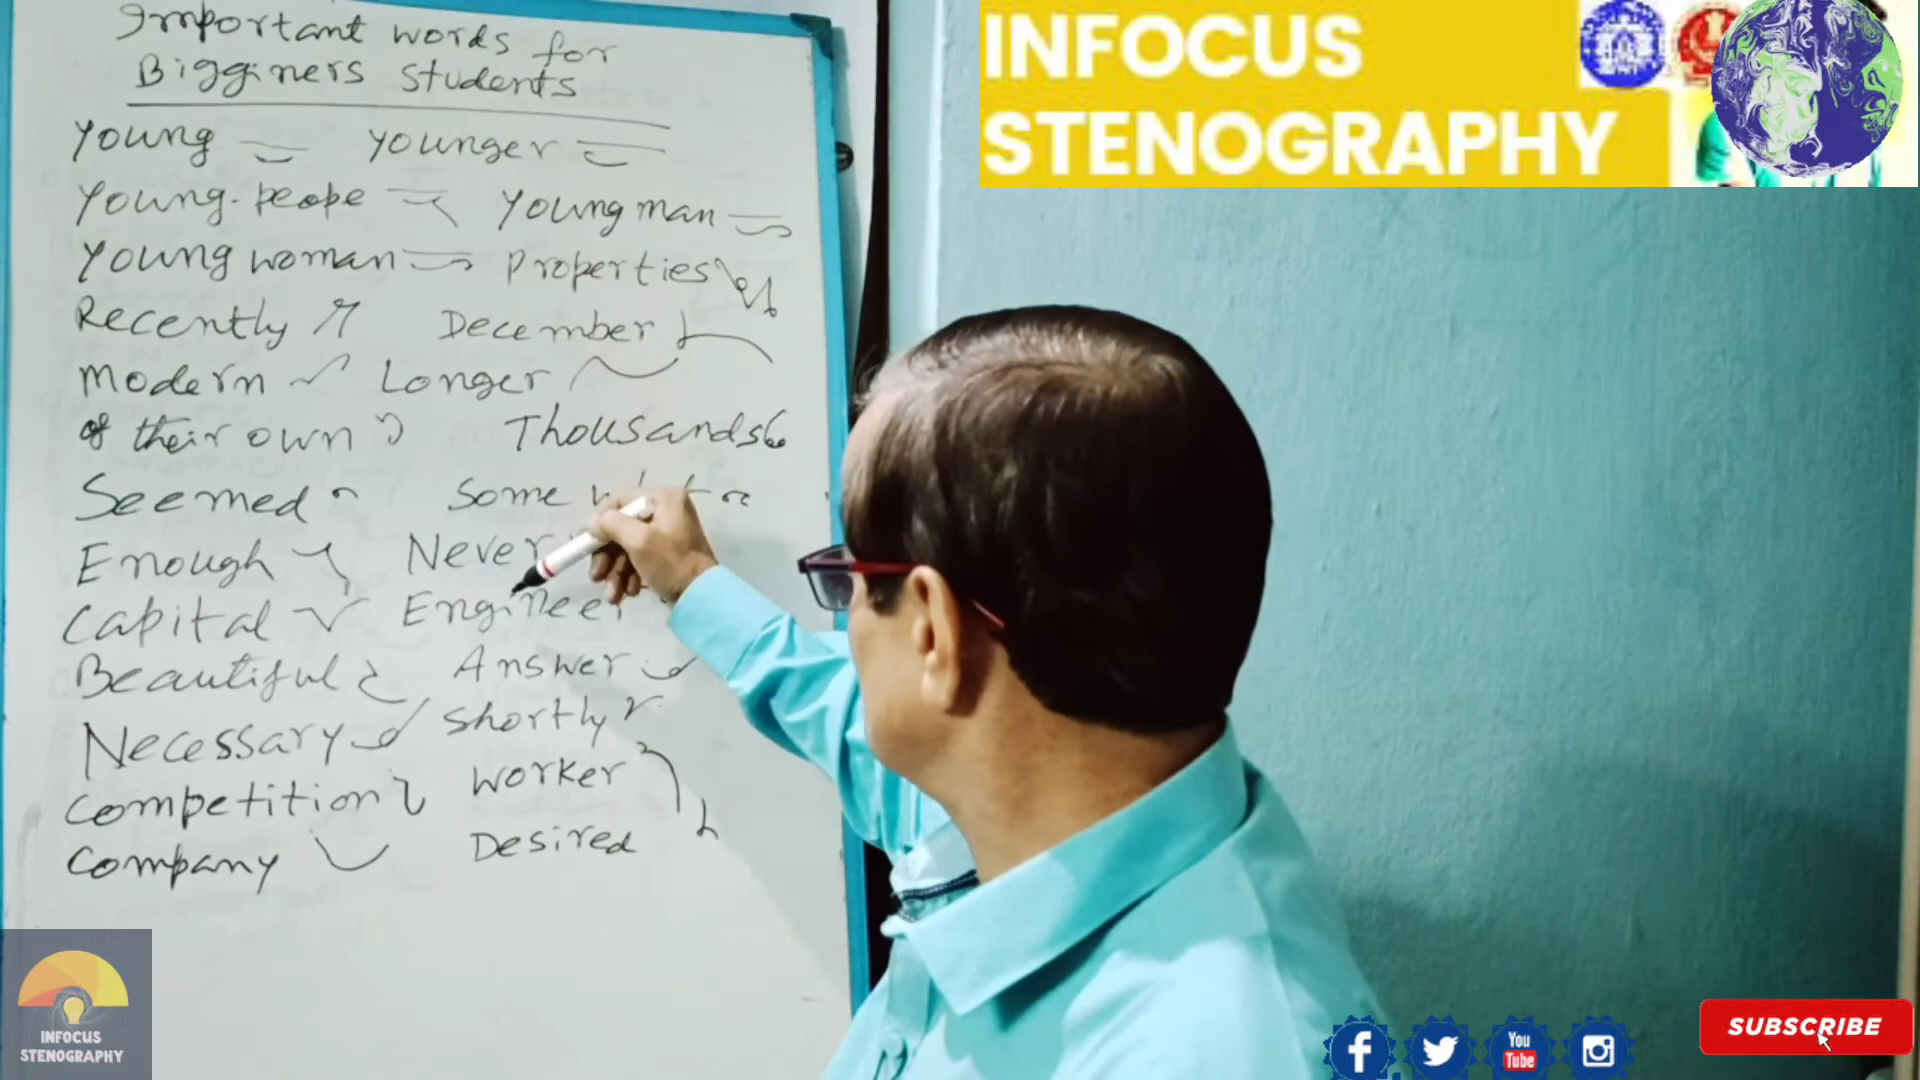 Important words for
Bigginers students
Young Younger
Young. peope Young man
Young woman Properties
Recently December
Modern Longer
of their own Thousands
Seemed Some
Enough Never
Capital Engineer
Beautiful Answer
Necessary Shortly
Competition Worker
Company Desired
INFOCUS
STENOGRAPHY
INFOCUS
STENOGRAPHY
f You
Tube
SUBSCRIBE